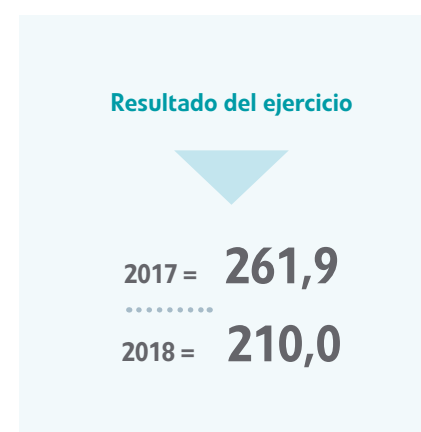 Resultado del ejercicio
2017 = 261,9
2018 = 210,0